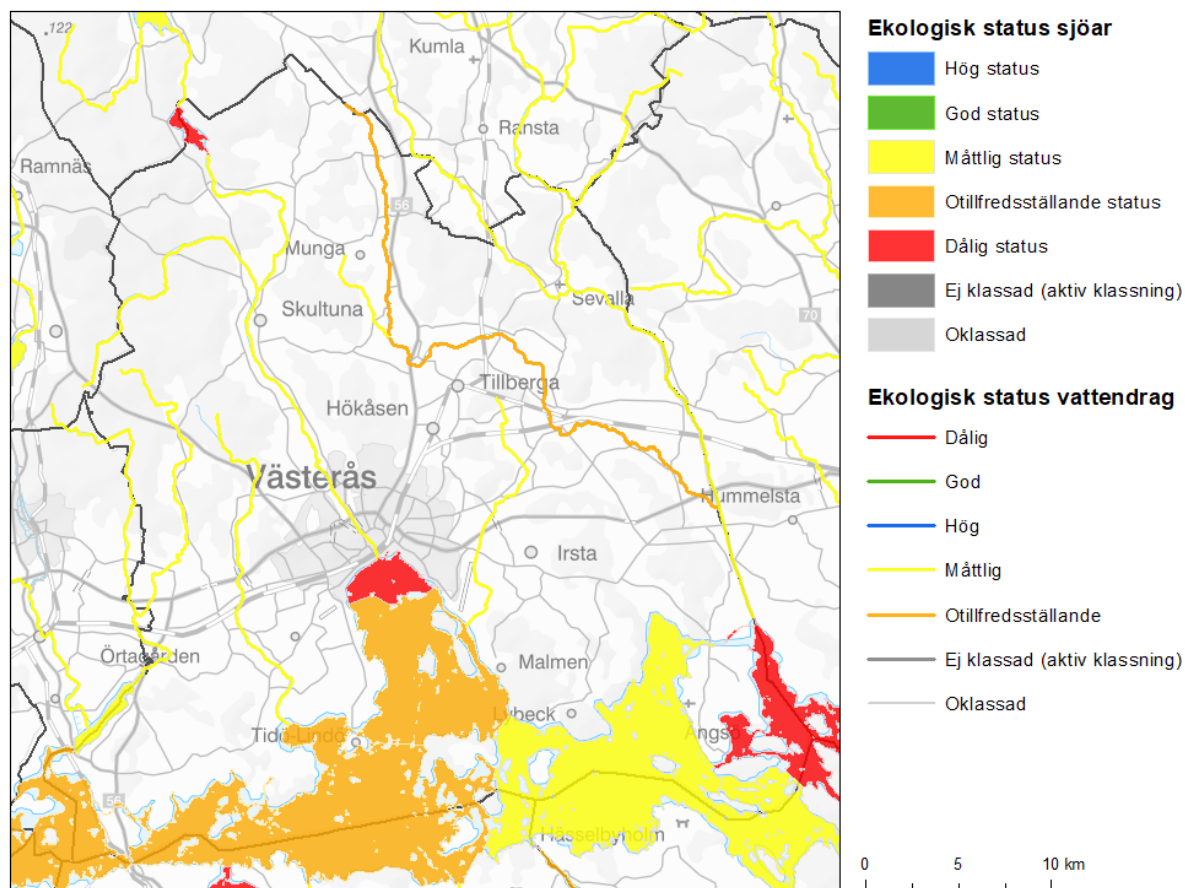 122
Kumla
Ransta
Ramnäs
56
Munga
Skultuna
Sevalla
70
Tillberga
Hökåsen
Västerås
Hummelsta
Irsta
Örtagården
Malmen
Lybeck
Tidö-Lindö
Ängsö
56
Hässelbyholm
Ekologisk status sjöar
Hög status
God status
Måttlig status
Otillfredsställande status
Dålig status
Ej klassad (aktiv klassning)
Oklassad
Ekologisk status vattendrag
Dålig
God
Hög
Måttlig
Otillfredsställande
Ej klassad (aktiv klassning)
Oklassad
0 5 10 km